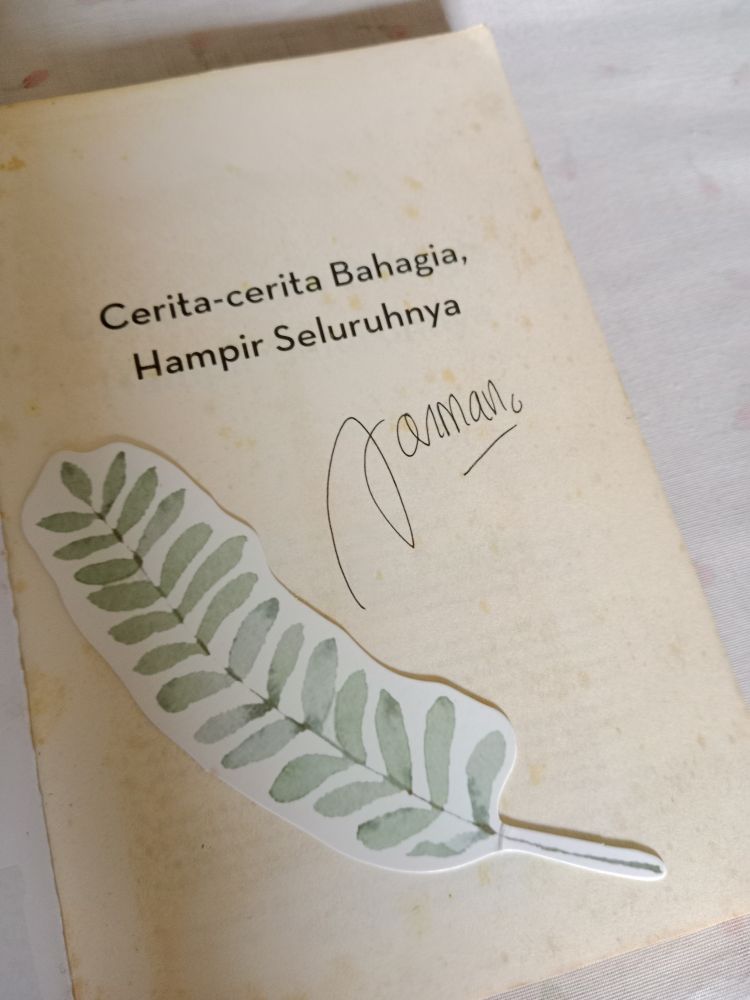 Cerita-cerita Bahagia,
Hampir Seluruhnya